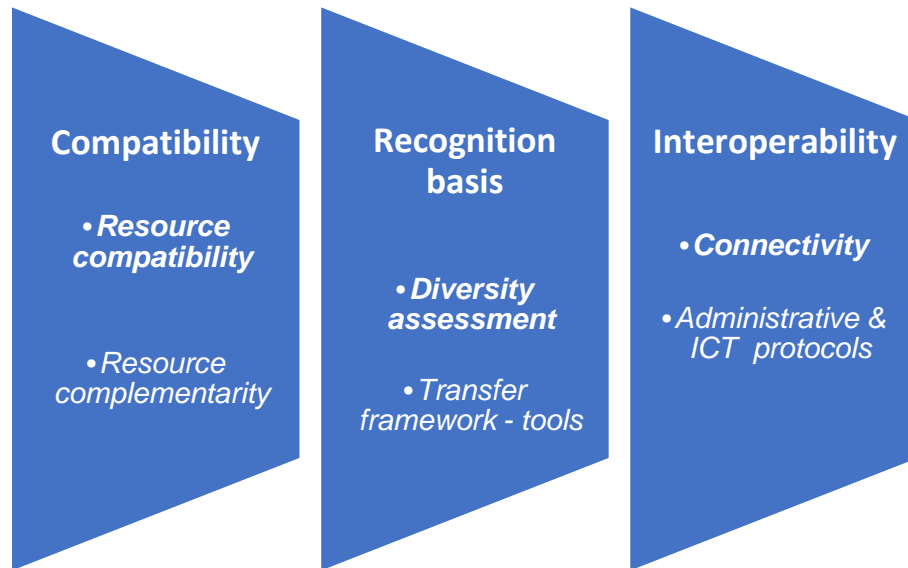 Compatibility
•Resource
compatibility
•Resource
complementarity
Recognition
basis
•Diversity
assessment
•Transfer
framework - tools
Interoperability
•Connectivity
•Administrative &
ICT protocols